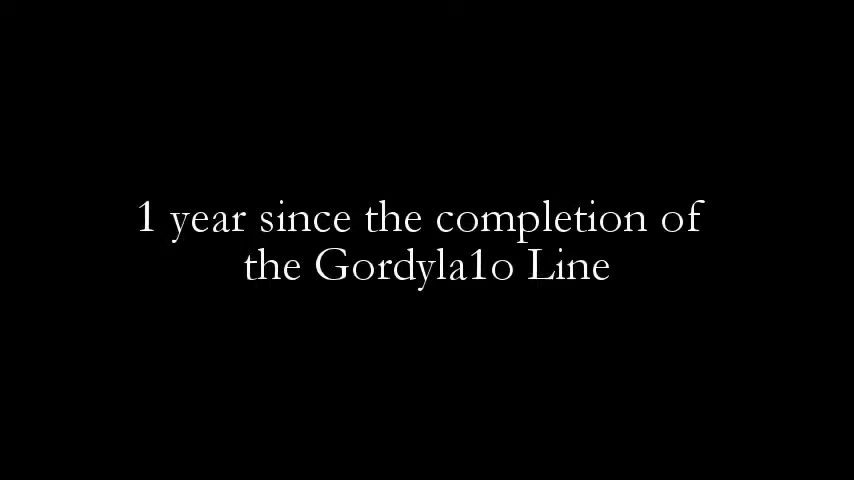 1 year since the completion of
the Gordyla1o Line